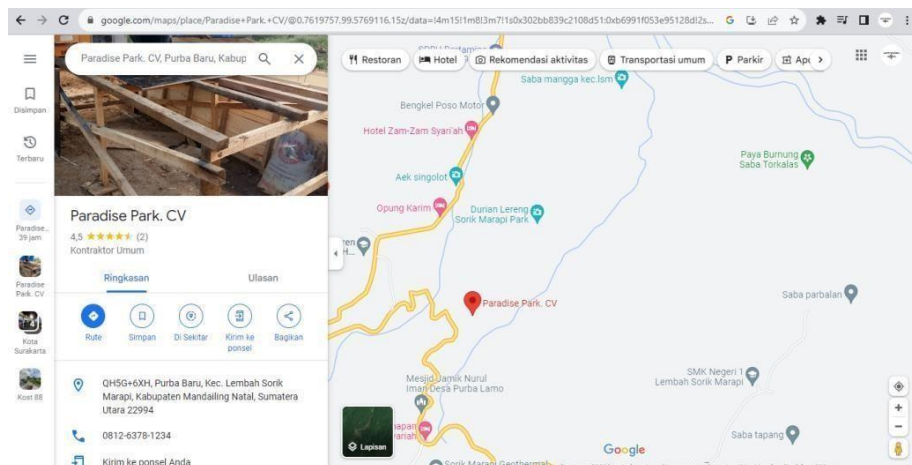 google.com/maps/place/Paradise+Park.+CV/@0.7619757,99.5769116,15z/data=!4m15!1m8!3m7!1s0x302bb839c2108d51:0xb6991f053e95128d!2s...
Paradise Park. CV, Purba Baru, Kabup
Restoran
Hotel
Rekomendasi aktivitas
Transportasi umum
P Parkir
Disimpan
Terbaru
Paradise...
39 jam
Paradise
Park. CV
Kota
Surakarta
Kost 88
Paradise Park. CV
4,5 (2)
Kontraktor Umum
Ringkasan
Ulasan
Rute
Simpan
Di Sekitar
Kirim ke
ponsel
Bagikan
QH5G+6XH, Purba Baru, Kec. Lembah Sorik
Marapi, Kabupaten Mandailing Natal, Sumatera
Utara 22994
0812-6378-1234
Kirim ke ponsel Anda
Saba mangga kec.lsm
Bengkel Poso Motor
Hotel Zam-Zam Syari'ah
Paya Burnung
Saba Torkalas
Aek singolot
Opung Karim
Durian Lereng
Sorik Marapi Park
Paradise Park. CV
Saba parbalan
Mesjid Jamik Nurul
Iman Desa Purba Lamo
SMK Negeri 1
Lembah Sorik Marapi
Saba tapang
Lapisan
Google
Sorik Marapi Geothermal